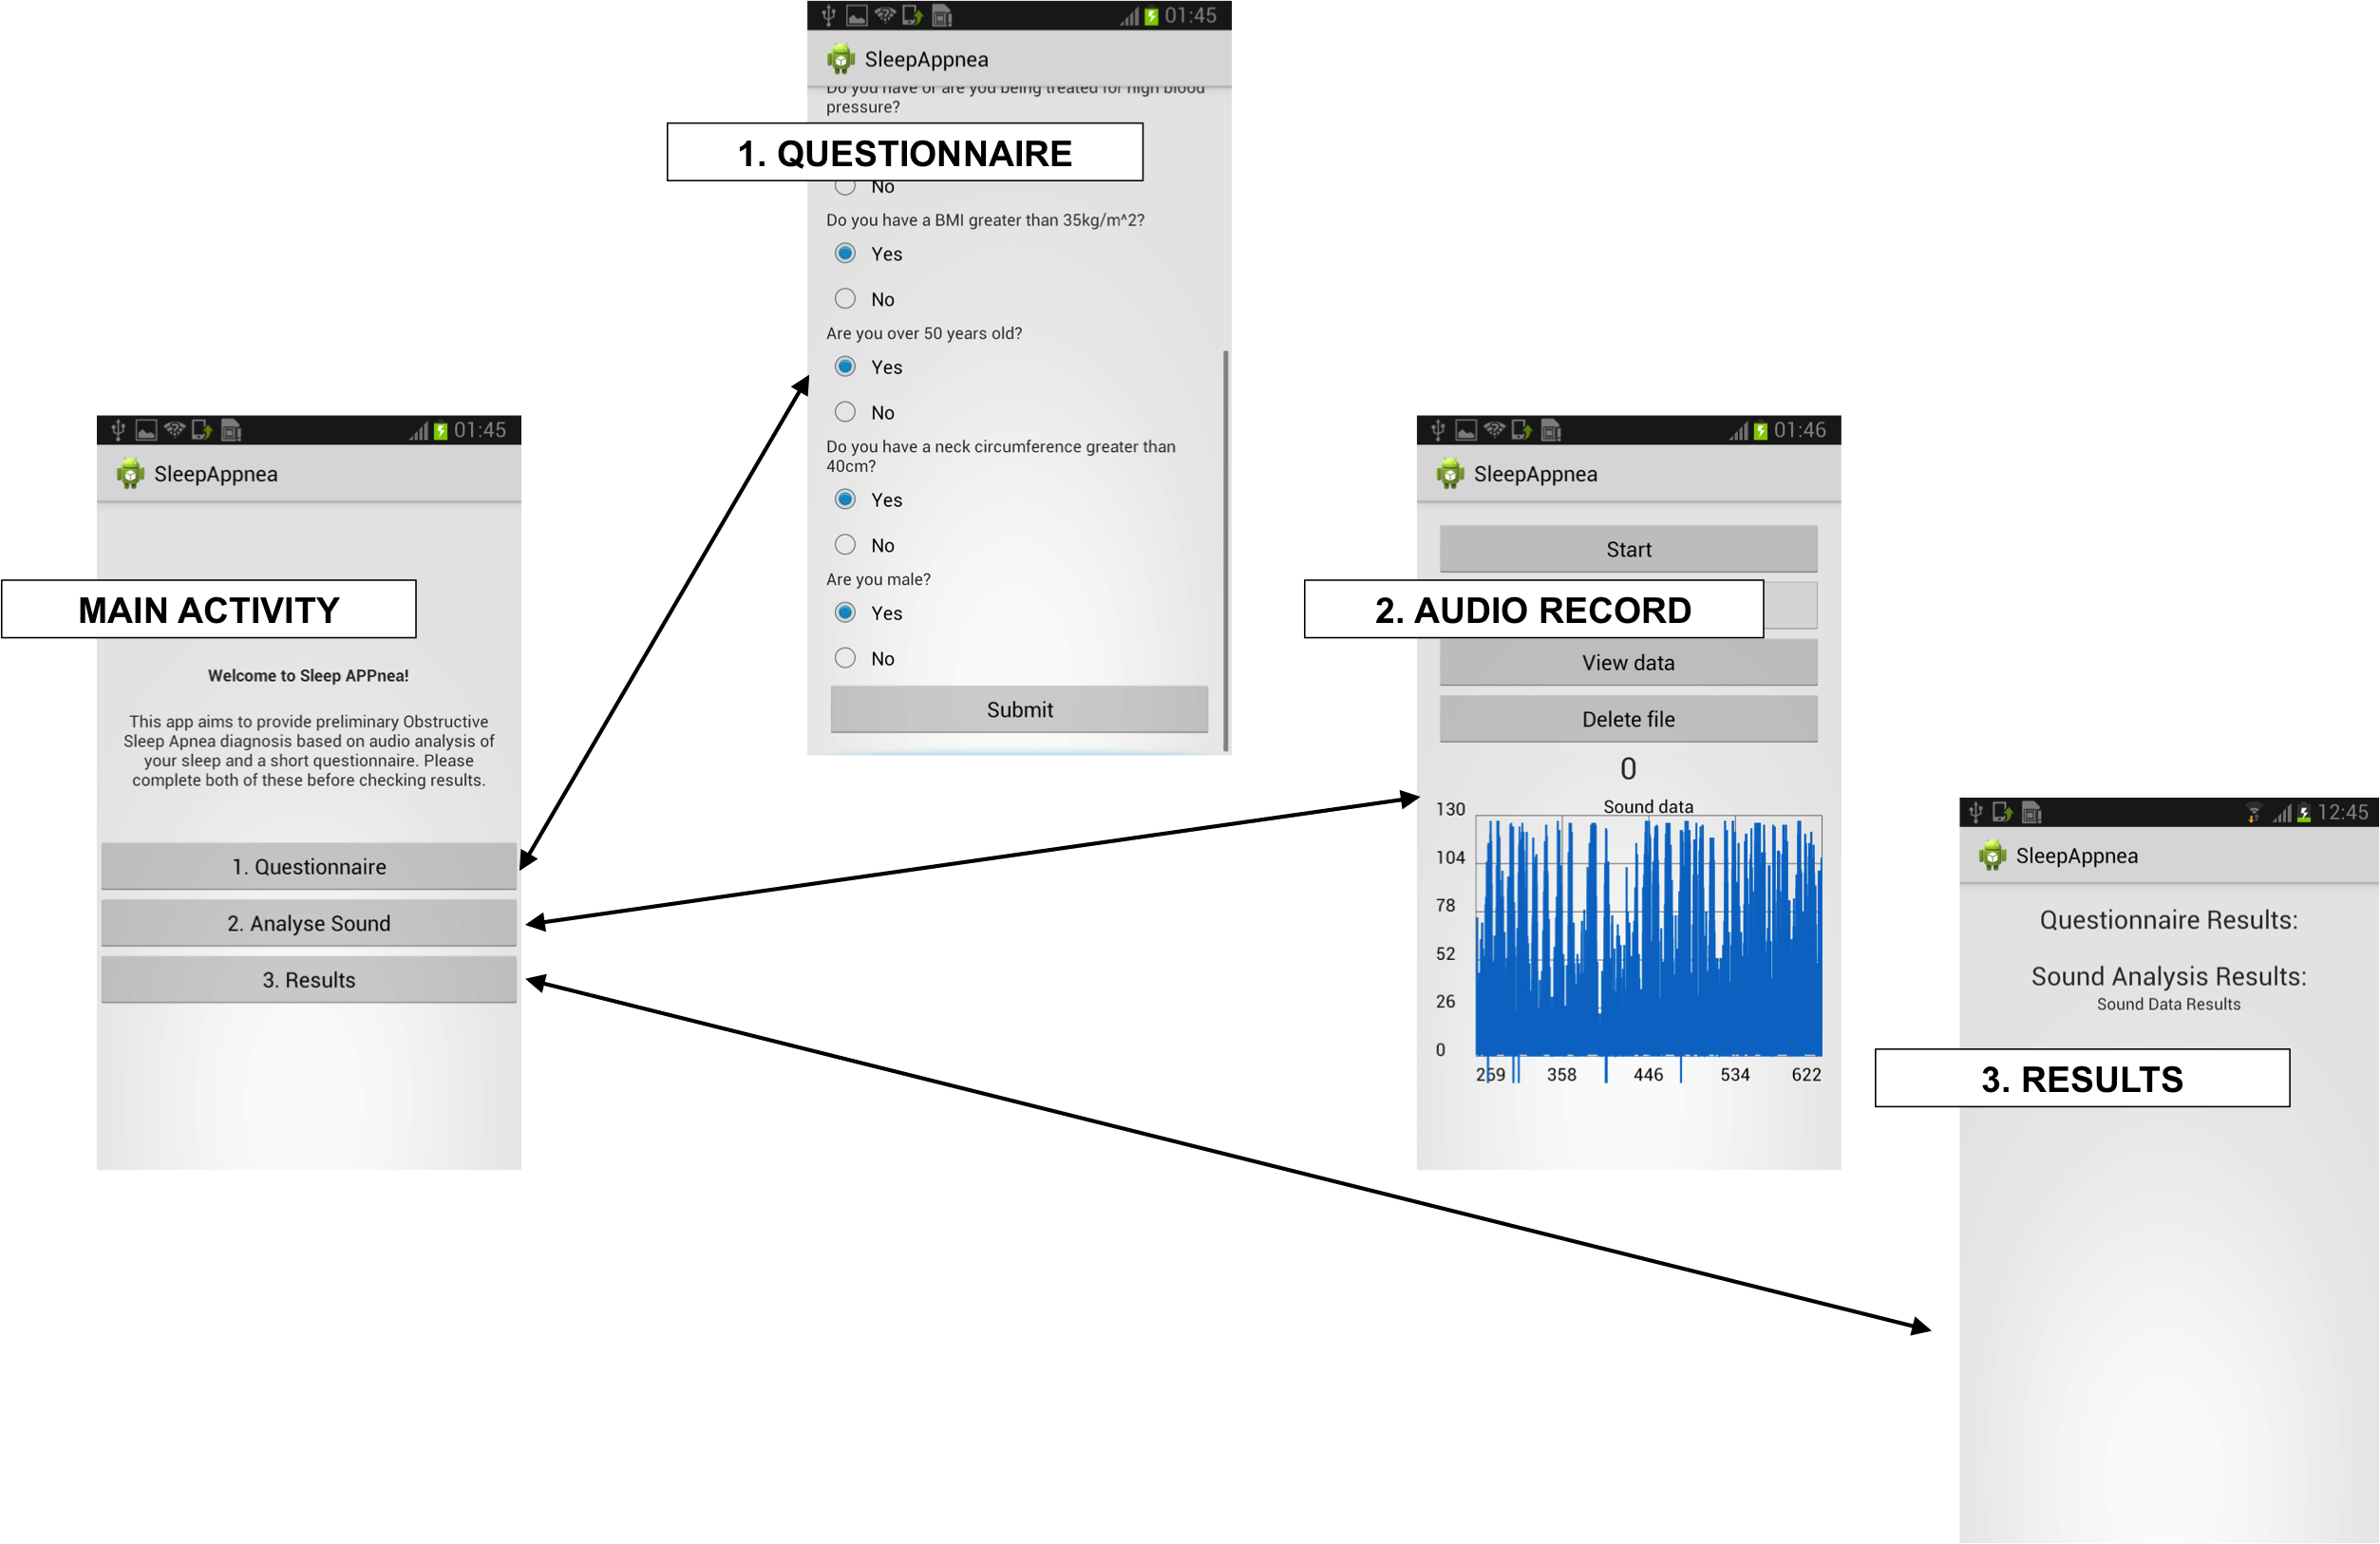 01:45
SleepAppnea
Do you have or are you being treated for high blood
pressure?
1. QUESTIONNAIRE
No
Do you have a BMI greater than 35kg/m^2?
Yes
No
Are you over 50 years old?
Yes
No
Do you have a neck circumference greater than
40cm?
Yes
No
Are you male?
Yes
No
Submit
01:45
SleepAppnea
MAIN ACTIVITY
Welcome to Sleep APPnea!
This app aims to provide preliminary Obstructive
Sleep Apnea diagnosis based on audio analysis of
your sleep and a short questionnaire. Please
complete both of these before checking results.
1. Questionnaire
2. Analyse Sound
3. Results
01:46
SleepAppnea
Start
2. AUDIO RECORD
View data
Delete file
0
Sound data
130
104
78
52
26
0
269 358 446 534 622
12:45
SleepAppnea
Questionnaire Results:
Sound Analysis Results:
Sound Data Results
3. RESULTS